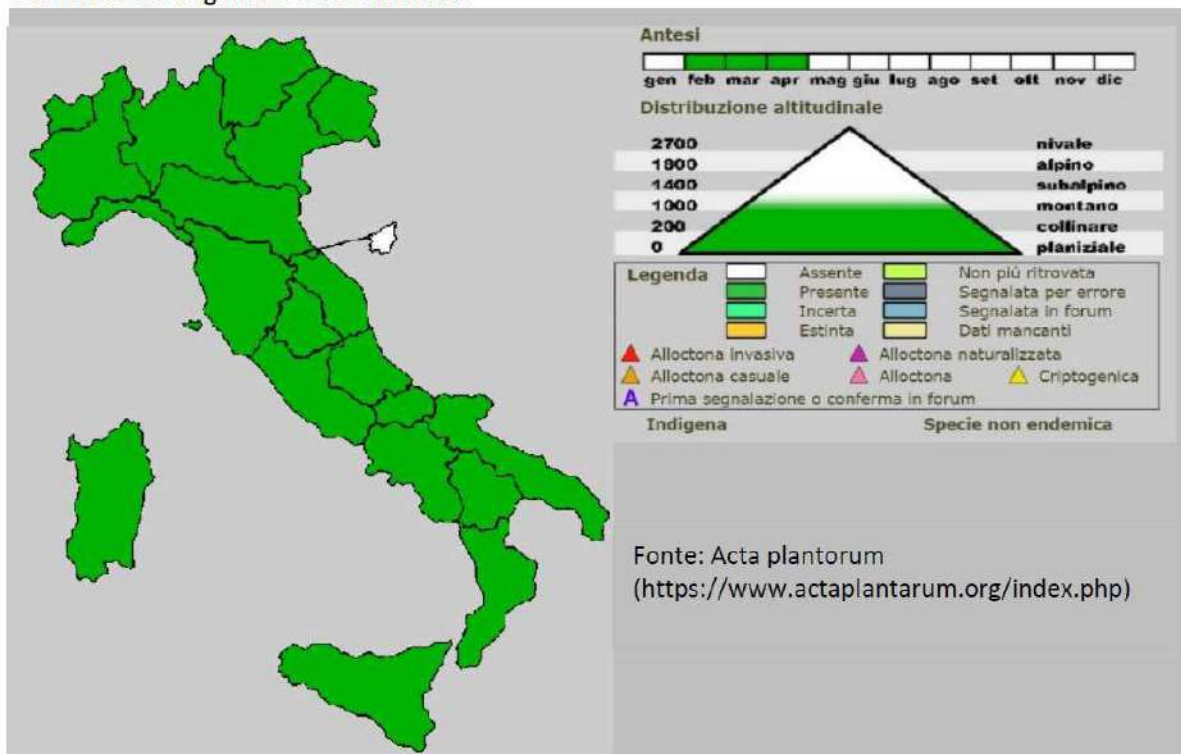 Antesi
gen feb mar apr mag giu lug ago set ott nov dic
Distribuzione altitudinale
2700 nivale
1800 alpino
1400 subalpino
1000 montano
200 collinare
0 planiziale
Legenda
Assente Non più ritrovata
Presente Segnalata per errore
Incerta Segnalata in forum
Estinta Dati mancanti
Alloctona invasiva Alloctona naturalizzata
Alloctona casuale Alloctona Criptogenica
A Prima segnalazione o conferma in forum
Indigena Specie non endemica
Fonte: Acta plantorum
(https://www.actaplantarum.org/index.php)